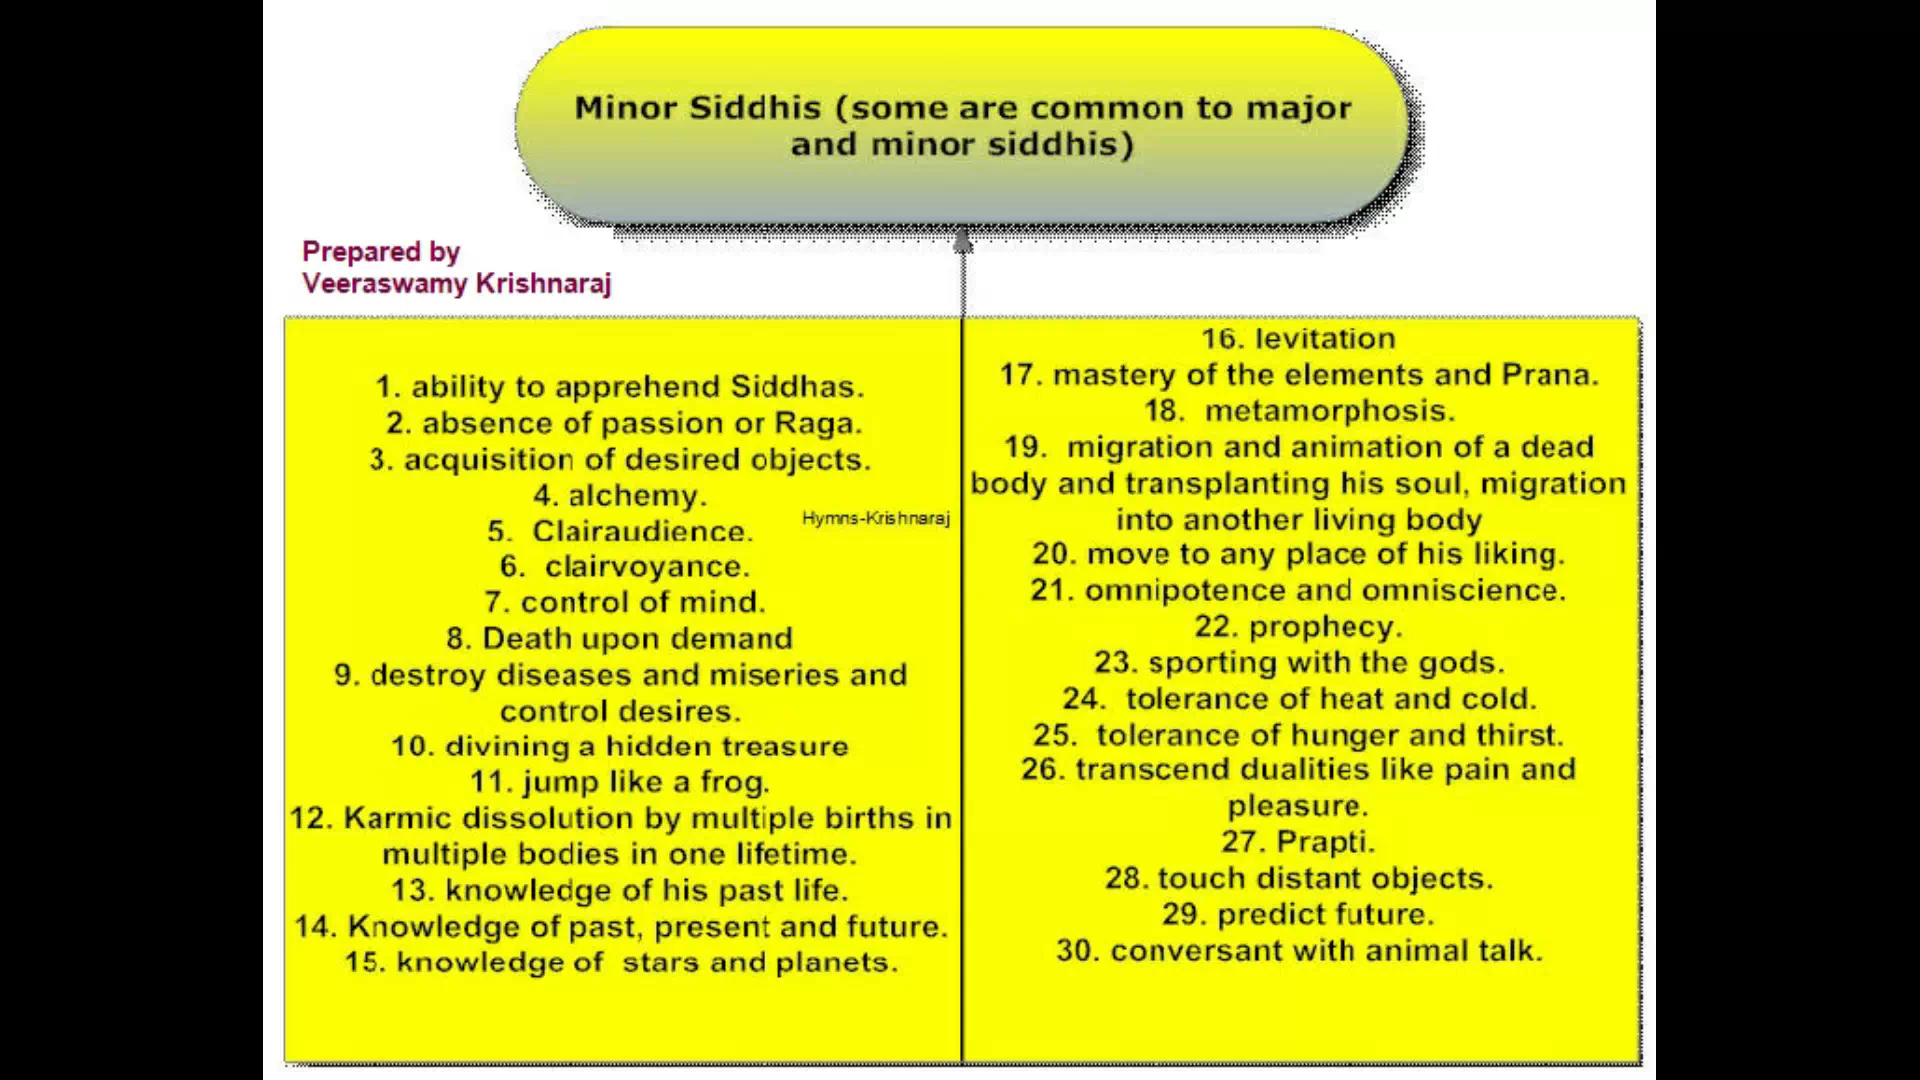 Minor Siddhis (some are common to major
and minor siddhis)
Prepared by
Veeraswamy Krishnaraj
1. ability to apprehend Siddhas.
2. absence of passion or Raga.
3. acquisition of desired objects.
4. alchemy.
5. Clairaudience.
Hymns-Krishnaraj
6. clairvoyance.
7. control of mind.
8. Death upon demand
9. destroy diseases and miseries and
control desires.
10. divining a hidden treasure
11. jump like a frog.
12. Karmic dissolution by multiple births in
multiple bodies in one lifetime.
13. knowledge of his past life.
14. Knowledge of past, present and future.
15. knowledge of stars and planets.
16. levitation
17. mastery of the elements and Prana.
18. metamorphosis.
19. migration and animation of a dead
body and transplanting his soul, migration
into another living body
20. move to any place of his liking.
21. omnipotence and omniscience.
22. prophecy.
23. sporting with the gods.
24. tolerance of heat and cold.
25. tolerance of hunger and thirst.
26. transcend dualities like pain and
pleasure.
27. Prapti.
28. touch distant objects.
29. predict future.
30. conversant with animal talk.